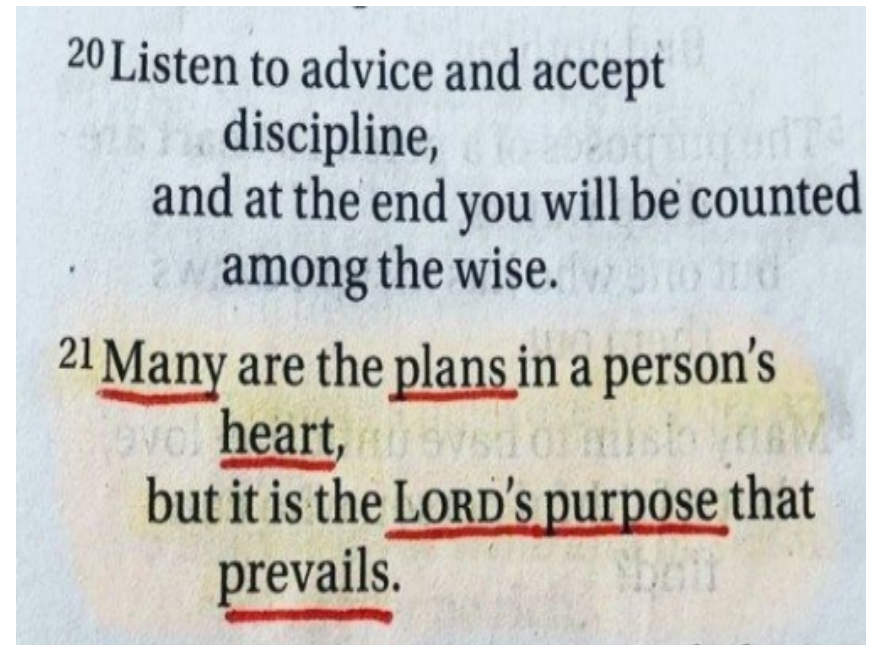 20 Listen to advice and accept
discipline,
and at the end you will be counted
among the wise.
21 Many are the plans in a person's
heart,
but it is the LORD's purpose that
prevails.